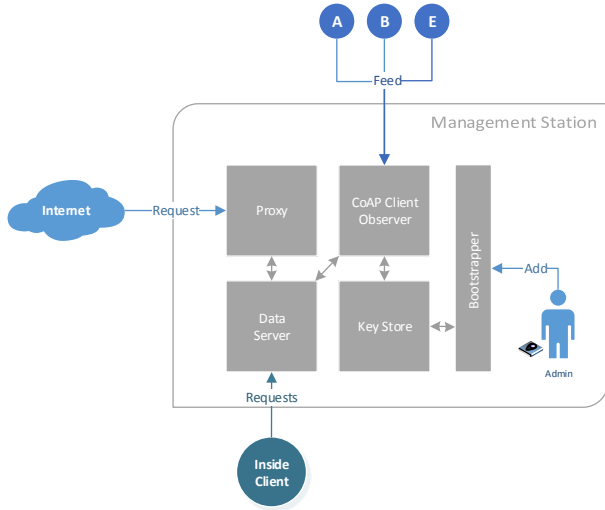 A
B
E
Feed
Management Station
Internet
Request
Proxy
CoAP Client
Observer
Bootstrapper
Add
Data
Server
Key Store
Admin
Requests
Inside
Client